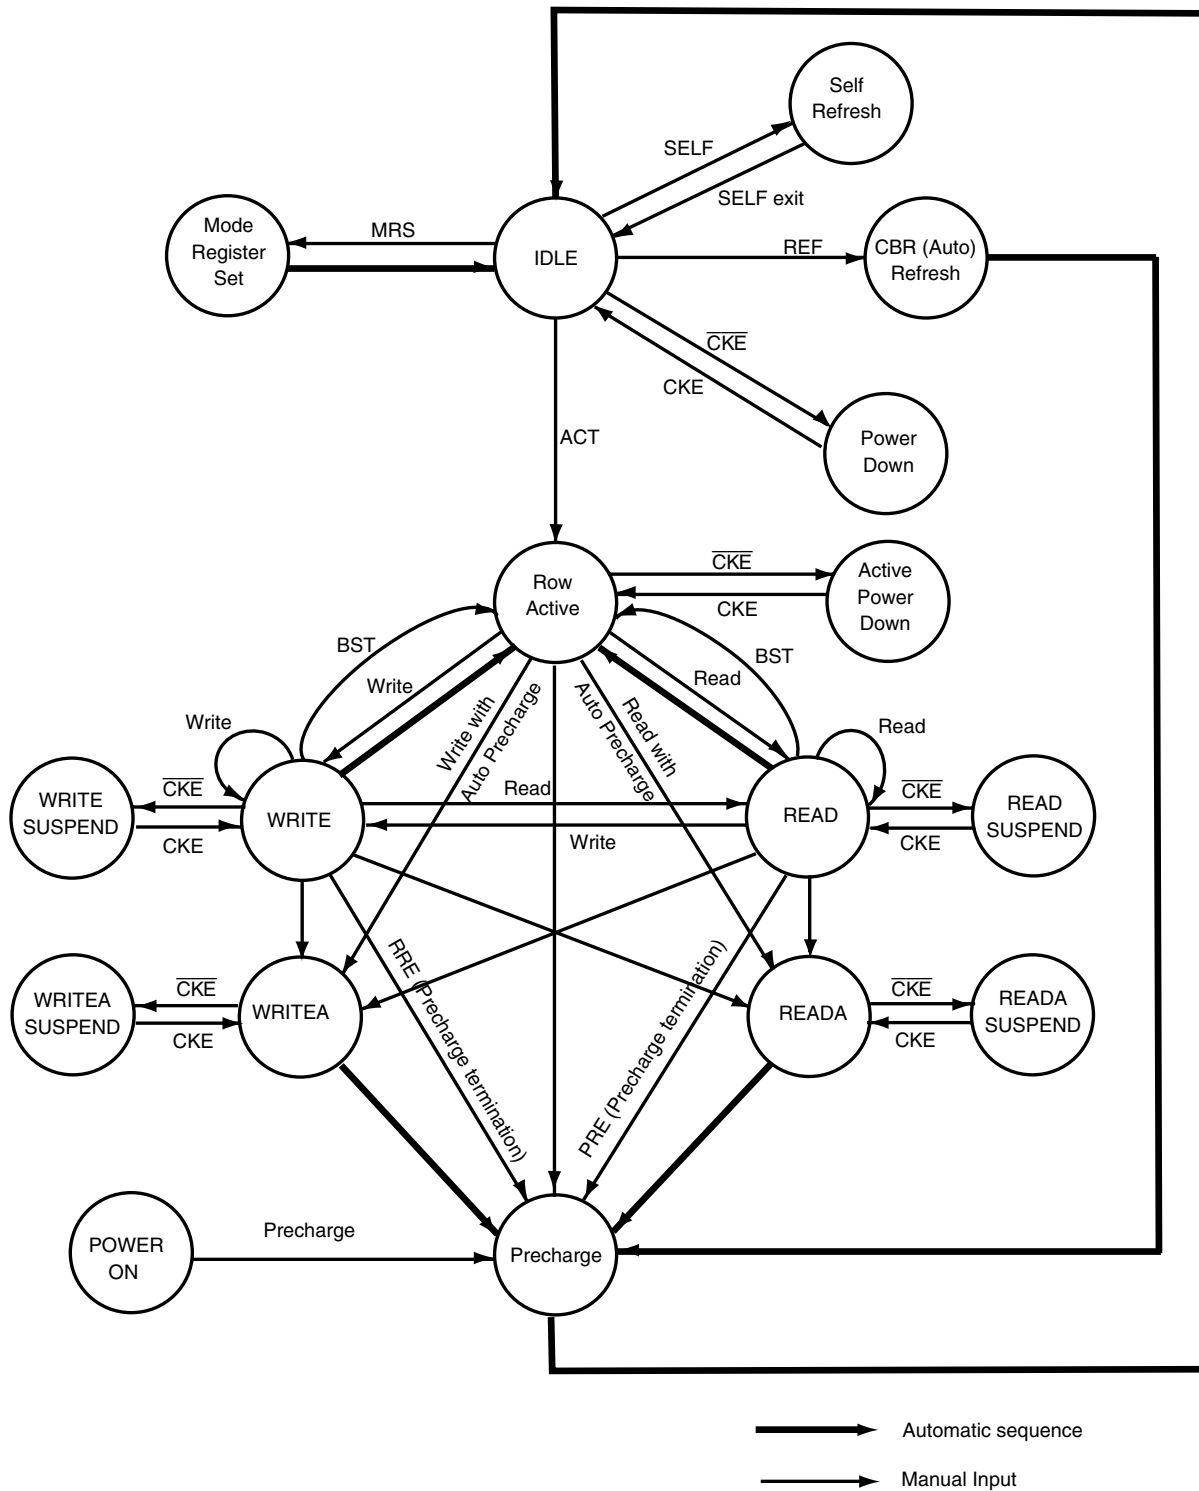 Self
Refresh
SELF
SELF exit
Mode
Register
Set
MRS
IDLE
REF
CBR (Auto)
Refresh
CKE
CKE
Power
Down
ACT
Row
Active
CKE
CKE
Active
Power
Down
BST
BST
Write
Read
Write with
Auto Precharge
Read with
Auto Precharge
Write
Read
WRITE
SUSPEND
CKE
CKE
WRITE
Read
Write
READ
CKE
CKE
READ
SUSPEND
RRE (Precharge termination)
PRE (Precharge termination)
WRITEA
SUSPEND
CKE
CKE
WRITEA
READA
CKE
CKE
READA
SUSPEND
POWER
ON
Precharge
Precharge
Automatic sequence
Manual Input